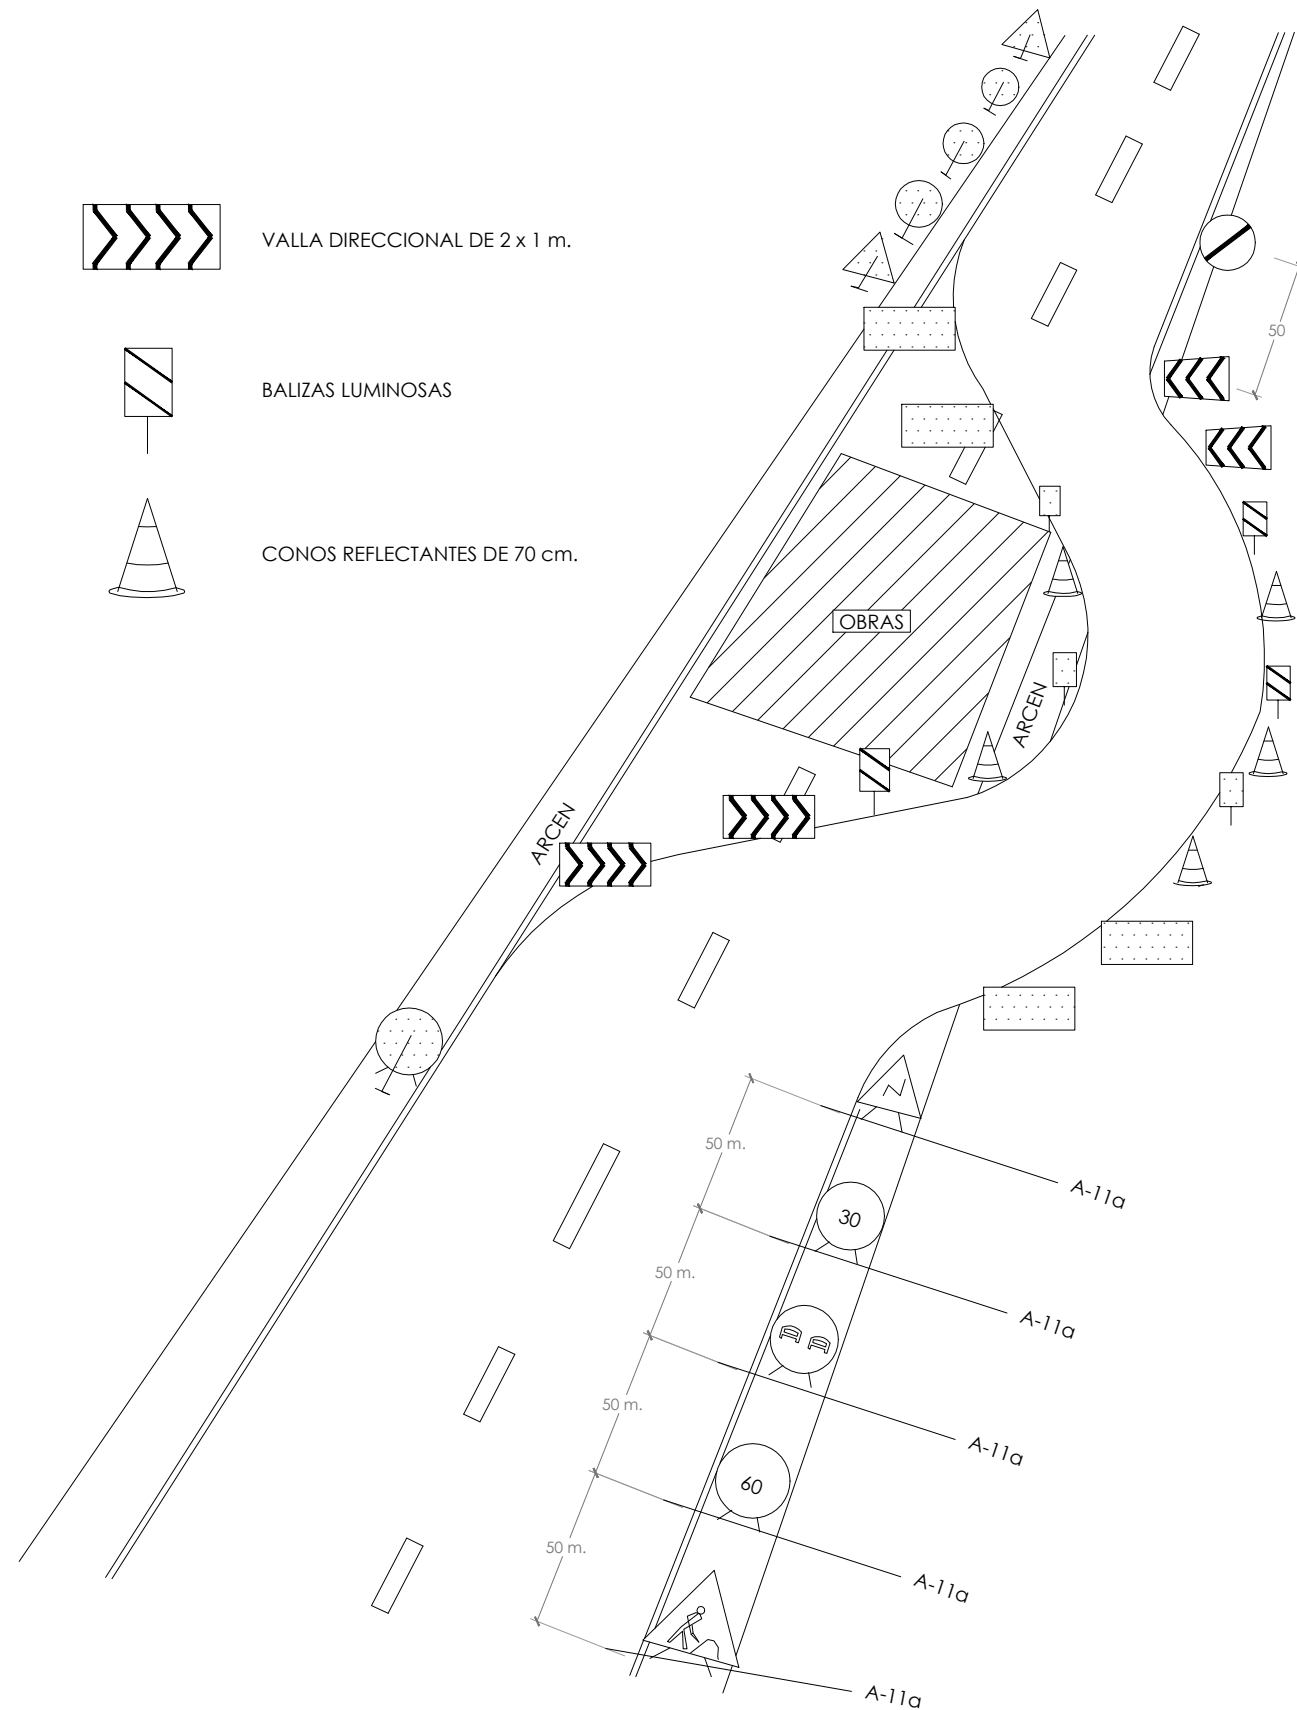 VALLA DIRECCIONAL DE 2 x 1 m.
50
BALIZAS LUMINOSAS
CONOS REFLECTANTES DE 70 cm.
OBRAS
ARCEN
ARCEN
50 m.
A-11a
30
50 m.
A-11a
50 m.
A-11a
60
50 m.
A-11a
A-11a